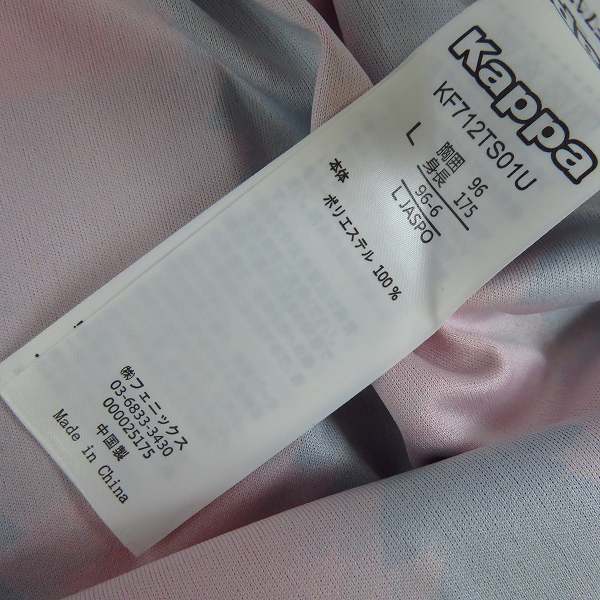 Kappa
KF712TS01U
L
胸囲 96
身長 175
96-6
L JASPO
本体
ポリエステル 100%
㈱フェニックス
03-6833-3430
000025175
中国製
Made in China